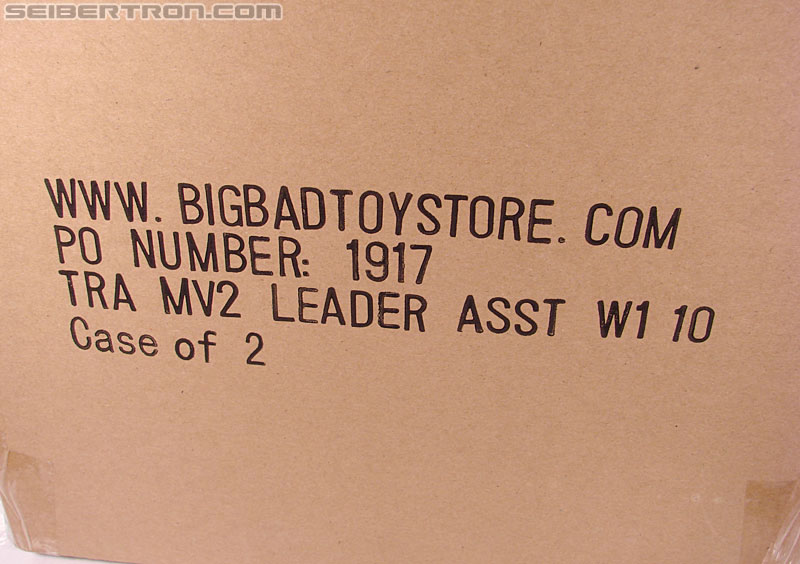 SEIBERTRON.COM
WWW. BIGBADTOYSTORE. COM
PO NUMBER: 1917
TRA MV2 LEADER ASST W1 10
Case of 2